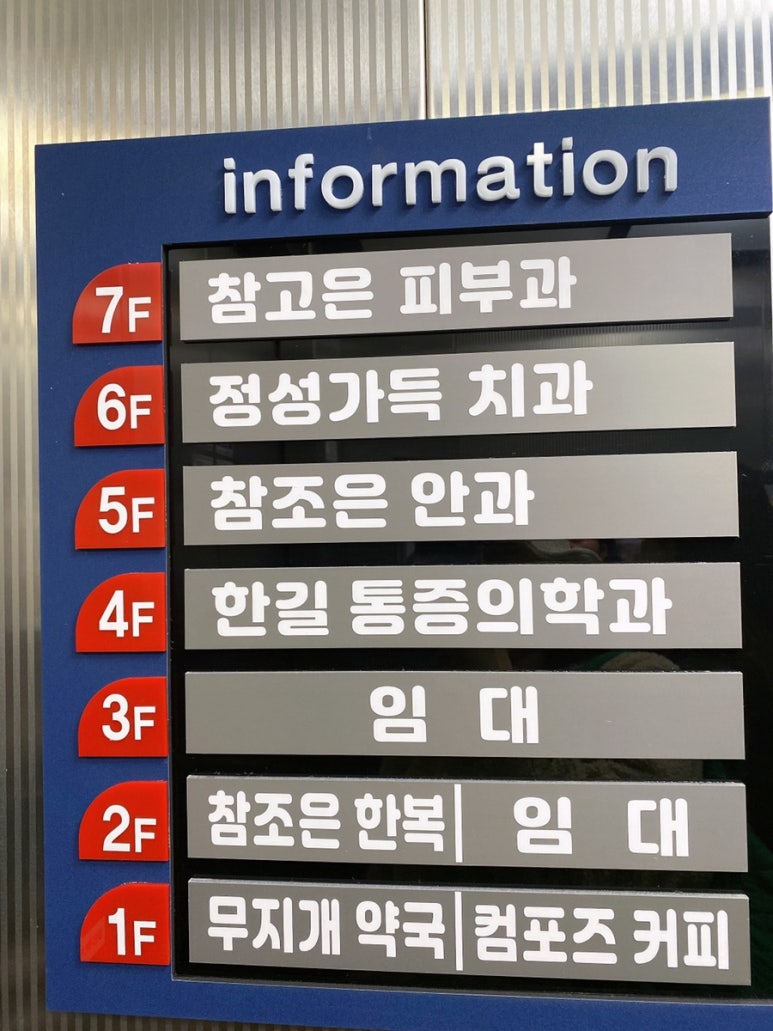 information
7F 참고은 피부과
6F 정성가득 치과
5F 참조은 안과
4F 한길 통증의학과
3F 임 대
2F 참조은 한복 | 임 대
1F 무지개 약국 | 컴포즈 커피